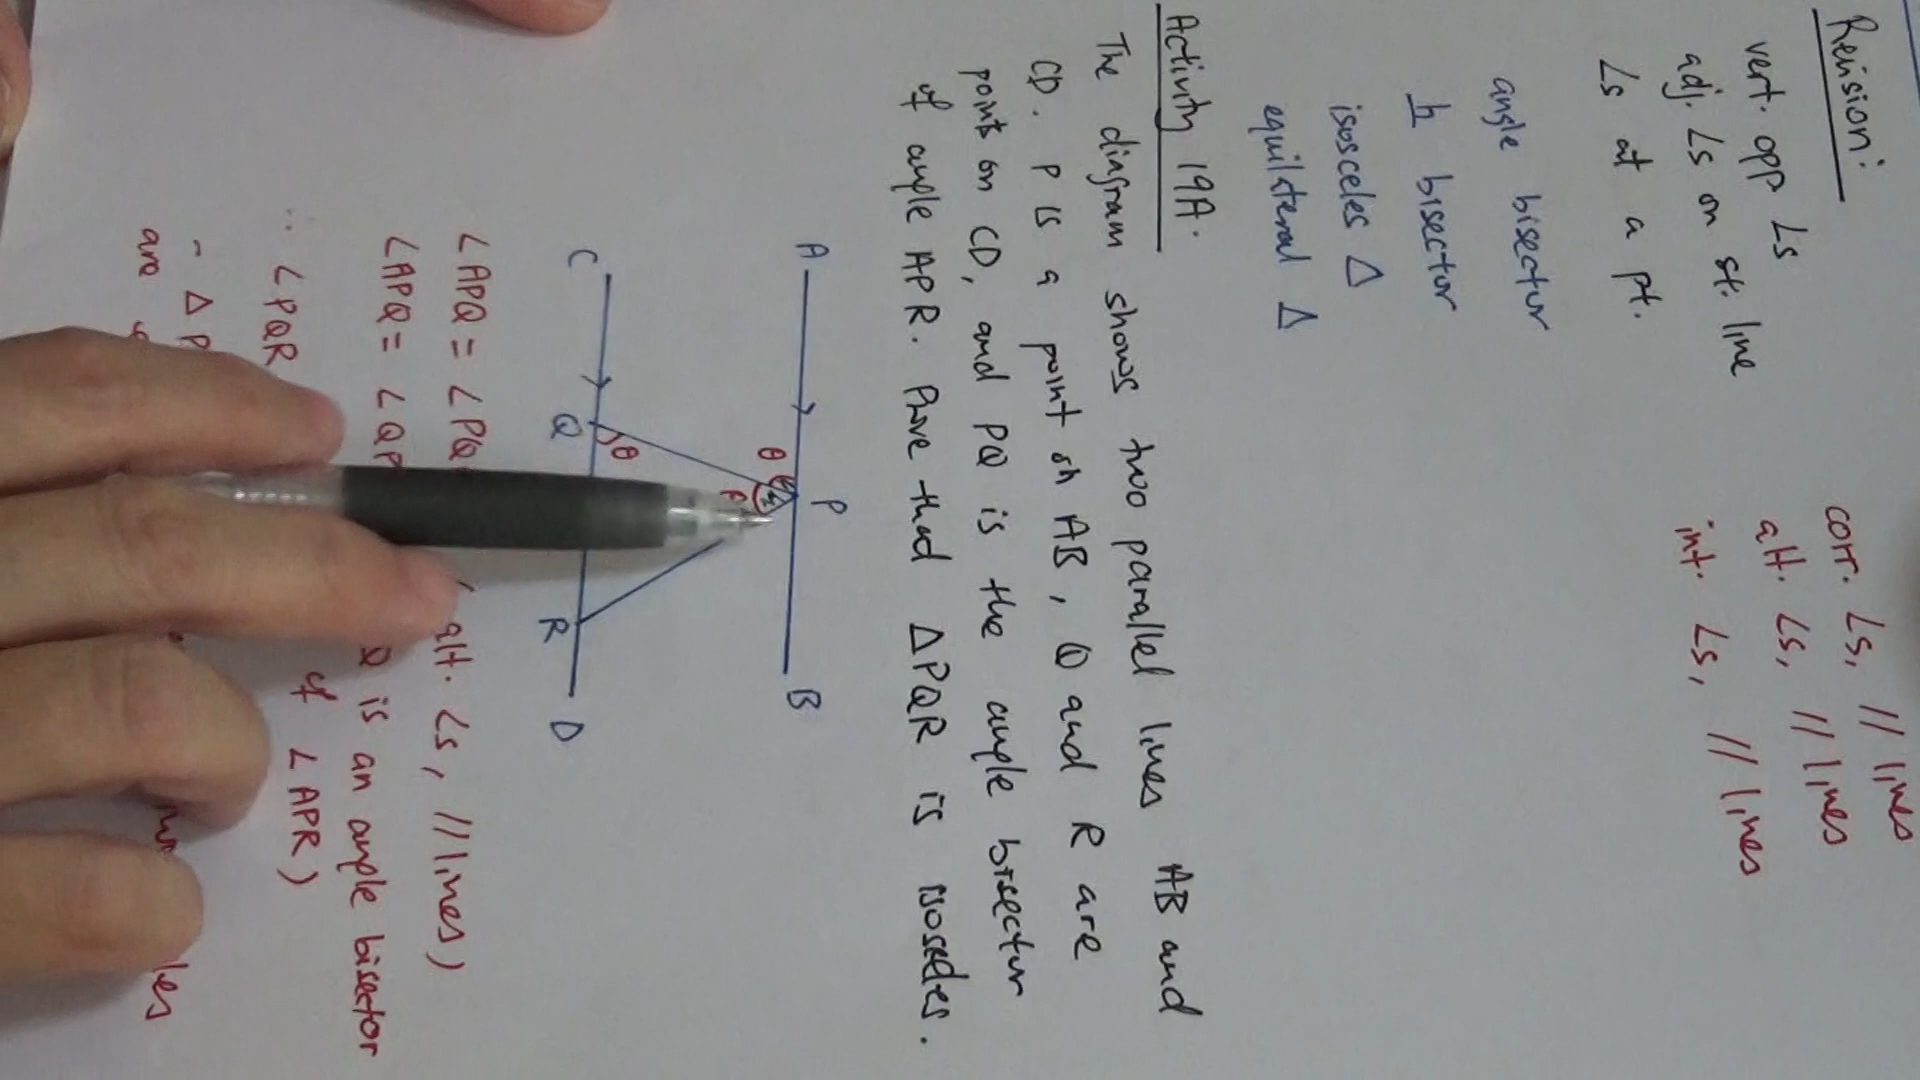 Revision:
vert. opp ∠s
adj. ∠s on st. line
∠s at a pt.
corr. ∠s, // lines
alt. ∠s, // lines
int. ∠s, // lines
angle bisector
⊥ bisector
isosceles Δ
equilateral Δ
Activity 19A.
The diagram shows two parallel lines AB and
CD. P is a point on AB, Q and R are
points on CD, and PQ is the angle bisector
of angle APR. Prove that ΔPQR is isosceles.
A P B
θ θ
C Q R D
∠APQ = ∠PQ alt. ∠s, // lines)
∠APQ = ∠QP Q is an angle bisector
of ∠APR)
∴ ∠PQR
- Δ P
are